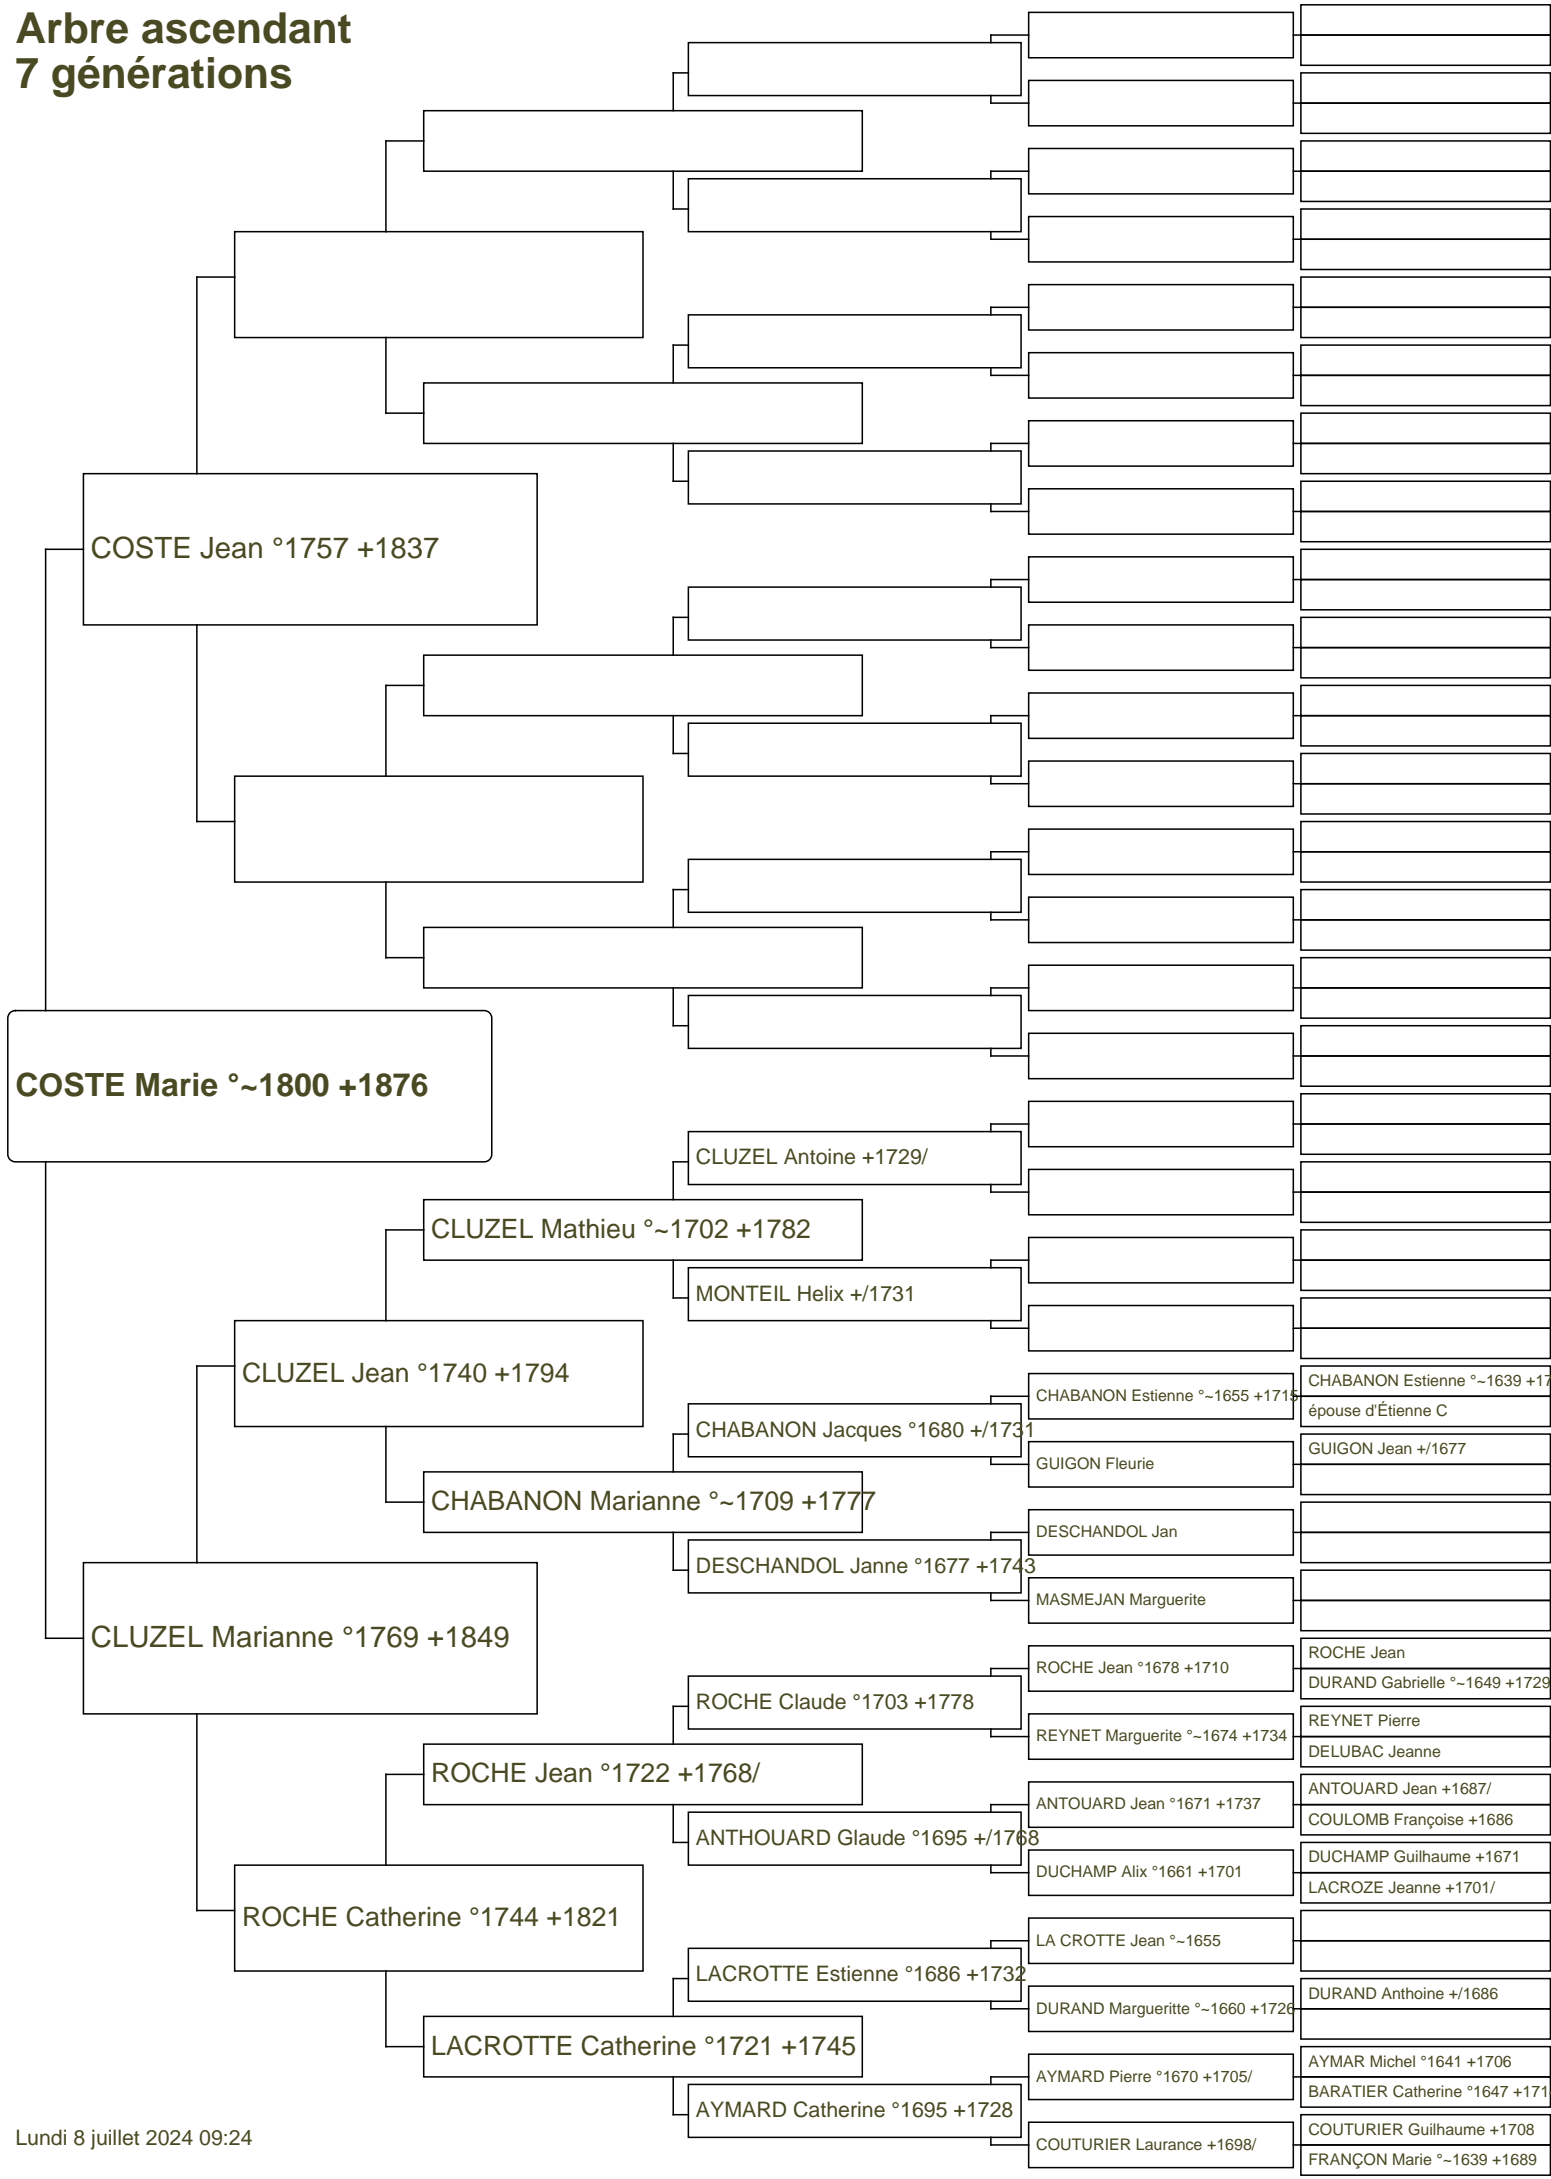 Arbre ascendant
7 générations
COSTE Jean °1757 +1837
COSTE Marie °~1800 +1876
CLUZEL Antoine +1729/
CLUZEL Mathieu °~1702 +1782
MONTEIL Helix +/1731
CLUZEL Jean °1740 +1794
CHABANON Estienne °~1639 +17
CHABANON Estienne °~1655 +1715
épouse d'Étienne C
CHABANON Jacques °1680 +/1731
GUIGON Jean +/1677
GUIGON Fleurie
CHABANON Marianne °~1709 +1777
DESCHANDOL Jan
DESCHANDOL Janne °1677 +1743
MASMEJAN Marguerite
CLUZEL Marianne °1769 +1849
ROCHE Jean
ROCHE Jean °1678 +1710
DURAND Gabrielle °~1649 +1729
ROCHE Claude °1703 +1778
REYNET Pierre
REYNET Marguerite °~1674 +1734
DELUBAC Jeanne
ROCHE Jean °1722 +1768/
ANTOUARD Jean +1687/
ANTOUARD Jean °1671 +1737
COULOMB Françoise +1686
ANTHOUARD Glaude °1695 +/1768
DUCHAMP Guilhaume +1671
DUCHAMP Alix °1661 +1701
LACROZE Jeanne +1701/
ROCHE Catherine °1744 +1821
LA CROTTE Jean °~1655
LACROTTE Estienne °1686 +1732
DURAND Anthoine +/1686
DURAND Margueritte °~1660 +1726
LACROTTE Catherine °1721 +1745
AYMAR Michel °1641 +1706
AYMARD Pierre °1670 +1705/
BARATIER Catherine °1647 +171
AYMARD Catherine °1695 +1728
COUTURIER Guilhaume +1708
COUTURIER Laurance +1698/
FRANÇON Marie °~1639 +1689
Lundi 8 juillet 2024 09:24